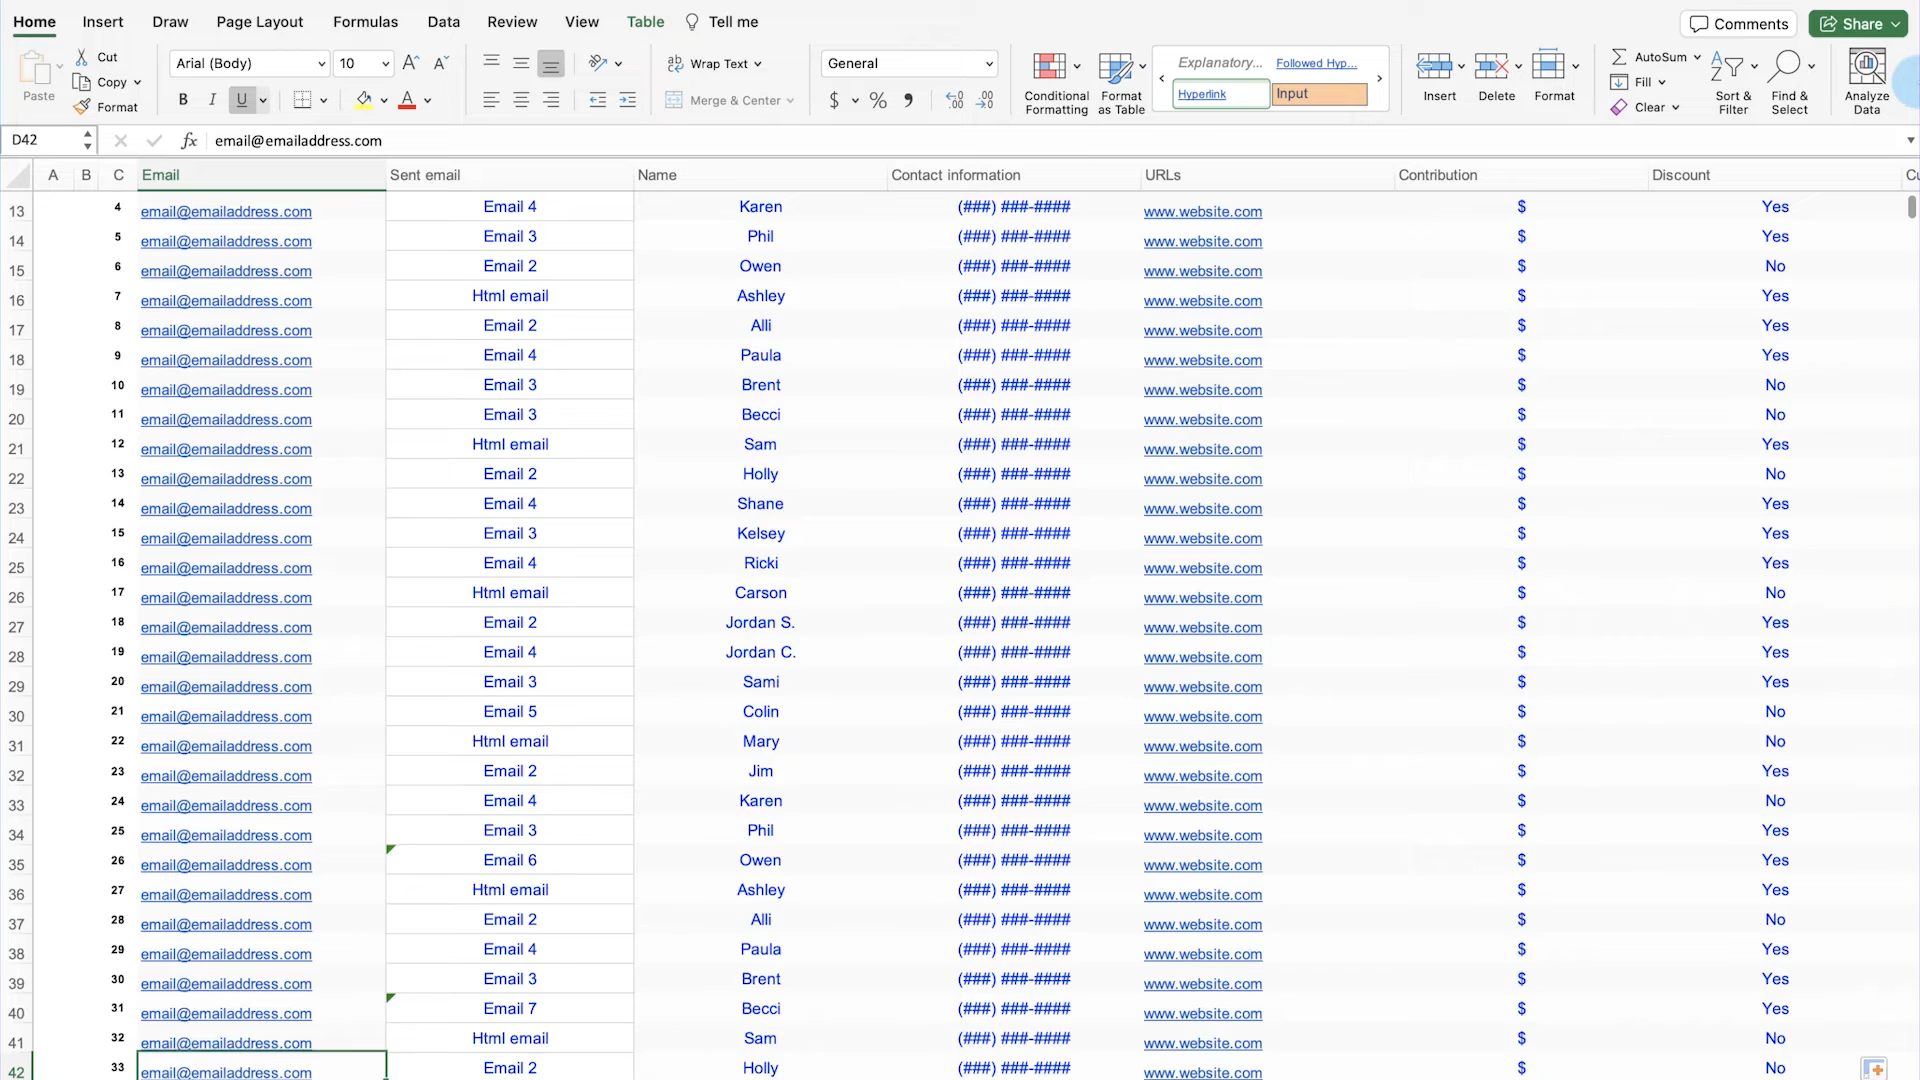 Home Insert Draw Page Layout Formulas Data Review View Table Tell me Comments Share
Paste Cut Copy Format
Arial (Body) 10 A A
B I U A
Wrap Text
Merge & Center
General
$ % 9 .00 .00
Conditional Formatting
Format as Table
Explanatory... Followed Hyp...
Hyperlink Input
Insert Delete Format
AutoSum
Fill
Clear
Sort & Filter
Find & Select
Analyze Data
D42 fx email@emailaddress.com
A B C Email Sent email Name Contact information URLs Contribution Discount
13 4 email@emailaddress.com Email 4 Karen (###) ###-#### www.website.com $ Yes
14 5 email@emailaddress.com Email 3 Phil (###) ###-#### www.website.com $ Yes
15 6 email@emailaddress.com Email 2 Owen (###) ###-#### www.website.com $ No
16 7 email@emailaddress.com Html email Ashley (###) ###-#### www.website.com $ Yes
17 8 email@emailaddress.com Email 2 Alli (###) ###-#### www.website.com $ Yes
18 9 email@emailaddress.com Email 4 Paula (###) ###-#### www.website.com $ Yes
19 10 email@emailaddress.com Email 3 Brent (###) ###-#### www.website.com $ No
20 11 email@emailaddress.com Email 3 Becci (###) ###-#### www.website.com $ No
21 12 email@emailaddress.com Html email Sam (###) ###-#### www.website.com $ Yes
22 13 email@emailaddress.com Email 2 Holly (###) ###-#### www.website.com $ No
23 14 email@emailaddress.com Email 4 Shane (###) ###-#### www.website.com $ Yes
24 15 email@emailaddress.com Email 3 Kelsey (###) ###-#### www.website.com $ Yes
25 16 email@emailaddress.com Email 4 Ricki (###) ###-#### www.website.com $ Yes
26 17 email@emailaddress.com Html email Carson (###) ###-#### www.website.com $ No
27 18 email@emailaddress.com Email 2 Jordan S. (###) ###-#### www.website.com $ Yes
28 19 email@emailaddress.com Email 4 Jordan C. (###) ###-#### www.website.com $ Yes
29 20 email@emailaddress.com Email 3 Sami (###) ###-#### www.website.com $ Yes
30 21 email@emailaddress.com Email 5 Colin (###) ###-#### www.website.com $ No
31 22 email@emailaddress.com Html email Mary (###) ###-#### www.website.com $ No
32 23 email@emailaddress.com Email 2 Jim (###) ###-#### www.website.com $ Yes
33 24 email@emailaddress.com Email 4 Karen (###) ###-#### www.website.com $ No
34 25 email@emailaddress.com Email 3 Phil (###) ###-#### www.website.com $ Yes
35 26 email@emailaddress.com Email 6 Owen (###) ###-#### www.website.com $ Yes
36 27 email@emailaddress.com Html email Ashley (###) ###-#### www.website.com $ Yes
37 28 email@emailaddress.com Email 2 Alli (###) ###-#### www.website.com $ No
38 29 email@emailaddress.com Email 4 Paula (###) ###-#### www.website.com $ Yes
39 30 email@emailaddress.com Email 3 Brent (###) ###-#### www.website.com $ Yes
40 31 email@emailaddress.com Email 7 Becci (###) ###-#### www.website.com $ Yes
41 32 email@emailaddress.com Html email Sam (###) ###-#### www.website.com $ No
42 33 email@emailaddress.com Email 2 Holly (###) ###-#### www.website.com $ No